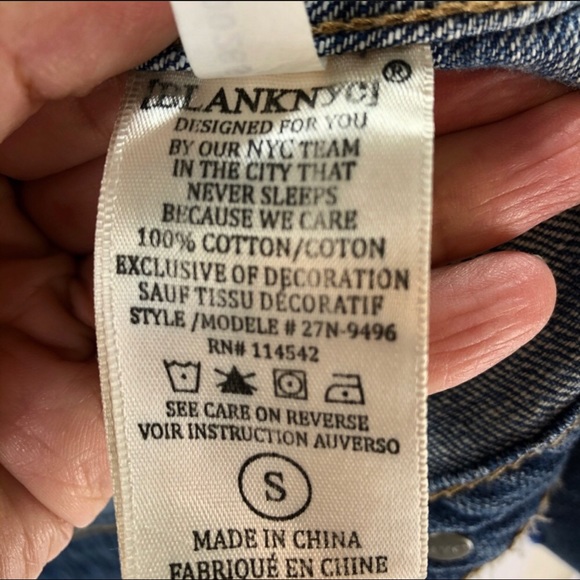 [BLANKNYC]®
DESIGNED FOR YOU
BY OUR NYC TEAM
IN THE CITY THAT
NEVER SLEEPS
BECAUSE WE CARE
100% COTTON/COTON
EXCLUSIVE OF DECORATION
SAUF TISSU DÉCORATIF
STYLE /MODELE # 27N-9496
RN# 114542
SEE CARE ON REVERSE
VOIR INSTRUCTION AUVERSO
S
MADE IN CHINA
FABRIQUÉ EN CHINE